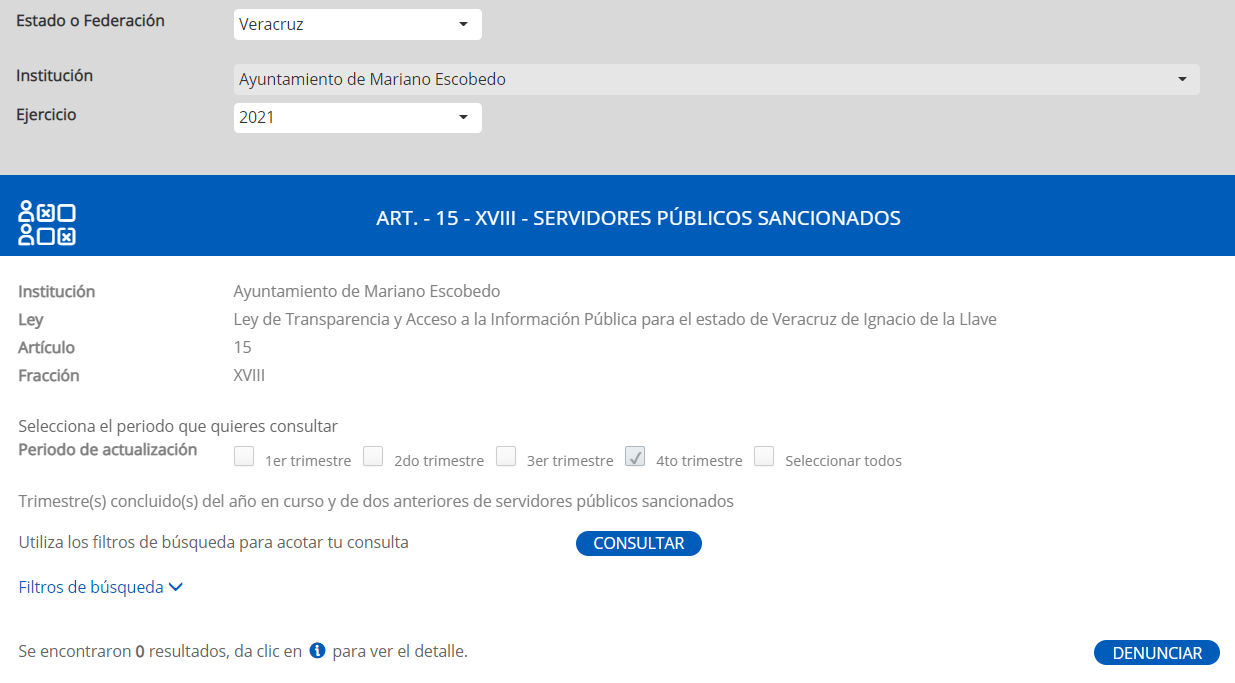 Estado o Federación Veracruz
Institución Ayuntamiento de Mariano Escobedo
Ejercicio 2021
ART. - 15 - XVIII - SERVIDORES PÚBLICOS SANCIONADOS
Institución Ayuntamiento de Mariano Escobedo
Ley Ley de Transparencia y Acceso a la Información Pública para el estado de Veracruz de Ignacio de la Llave
Artículo 15
Fracción XVIII
Selecciona el periodo que quieres consultar
Periodo de actualización 1er trimestre 2do trimestre 3er trimestre 4to trimestre Seleccionar todos
Trimestre(s) concluido(s) del año en curso y de dos anteriores de servidores públicos sancionados
Utiliza los filtros de búsqueda para acotar tu consulta CONSULTAR
Filtros de búsqueda
Se encontraron 0 resultados, da clic en i para ver el detalle. DENUNCIAR